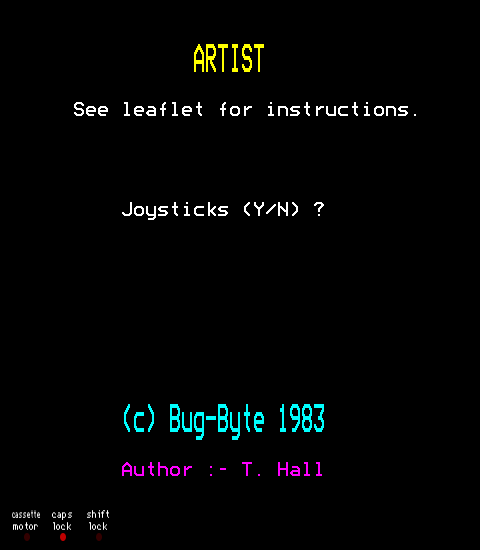 ARTIST
See leaflet for instructions.
Joysticks (Y/N) ?
(c) Bug-Byte 1983
Author :- T. Hall
cassette motor
caps lock
shift lock